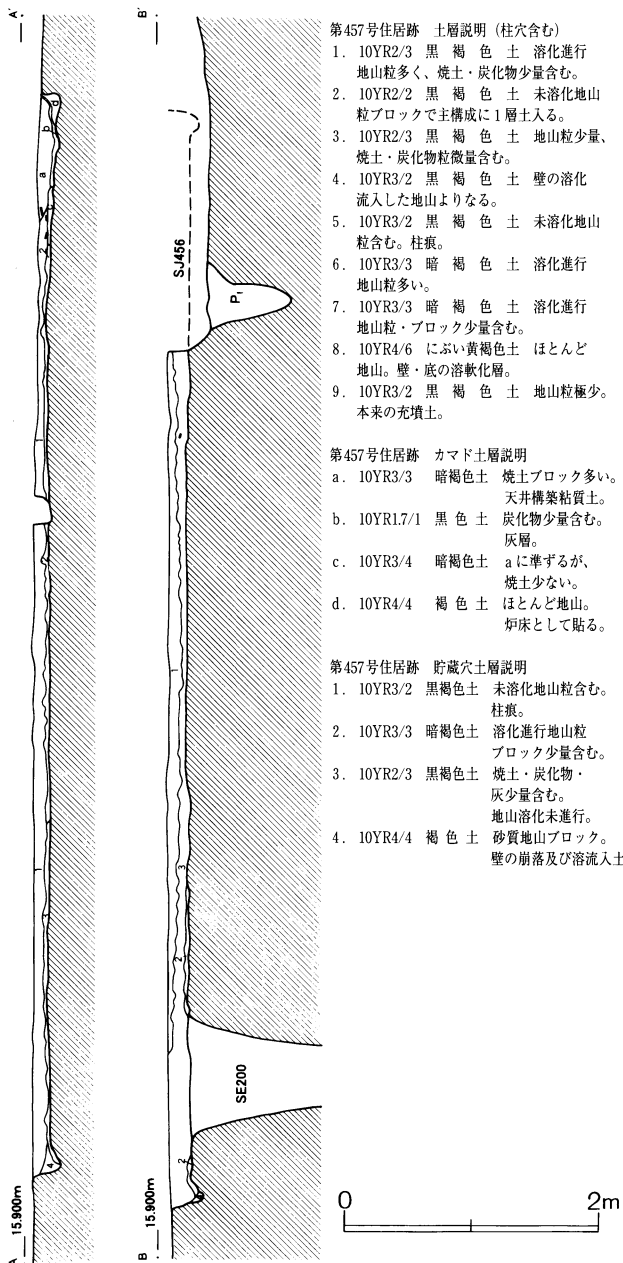 第457号住居跡 土層説明（柱穴含む）
1. 10YR2/3 黒褐色土 溶化進行
地山粒多く、焼土・炭化物少量含む。
2. 10YR2/2 黒褐色土 未溶化地山
粒ブロックで主構成に1層土入る。
3. 10YR2/3 黒褐色土 地山粒少量、
焼土・炭化物粒微量含む。
4. 10YR3/2 黒褐色土 壁の溶化
流入した地山よりなる。
5. 10YR3/2 黒褐色土 未溶化地山
粒含む。柱痕。
6. 10YR3/3 暗褐色土 溶化進行
地山粒多い。
7. 10YR3/3 暗褐色土 溶化進行
地山粒・ブロック少量含む。
8. 10YR4/6 にぶい黄褐色土 ほとんど
地山。壁・底の溶軟化層。
9. 10YR3/2 黒褐色土 地山粒極少。
本来の充墳土。
第457号住居跡 カマド土層説明
a. 10YR3/3 暗褐色土 焼土ブロック多い。
天井構築粘質土。
b. 10YR1.7/1 黒色土 炭化物少量含む。
灰層。
c. 10YR3/4 暗褐色土 aに準ずるが、
焼土少ない。
d. 10YR4/4 褐色土 ほとんど地山。
炉床として貼る。
第457号住居跡 貯蔵穴土層説明
1. 10YR3/2 黒褐色土 未溶化地山粒含む。
柱痕。
2. 10YR3/3 暗褐色土 溶化進行地山粒
ブロック少量含む。
3. 10YR2/3 黒褐色土 焼土・炭化物・
灰少量含む。
地山溶化未進行。
4. 10YR4/4 褐色土 砂質地山ブロック。
壁の崩落及び溶流入土
A'
d
b
a
2
1
1
3
4
15.900m
A
B'
SJ456
P1
1
3
2
SE200
2
15.900m
B
0
2m